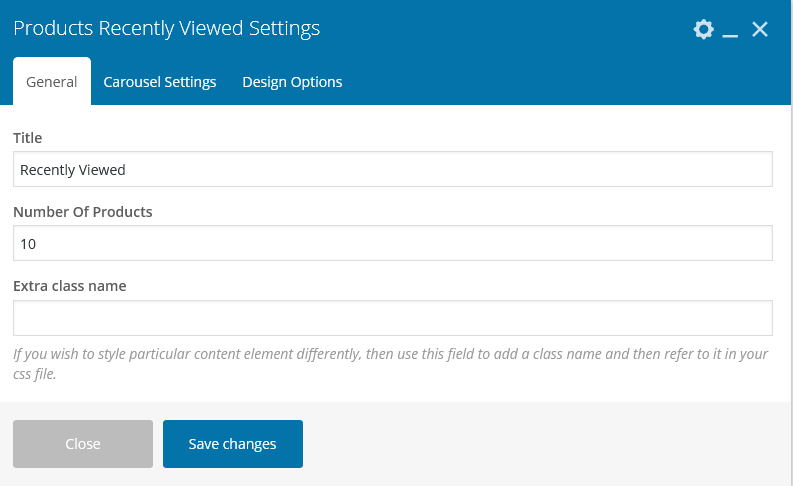 Products Recently Viewed Settings
General Carousel Settings Design Options
Title
Recently Viewed
Number Of Products
10
Extra class name
If you wish to style particular content element differently, then use this field to add a class name and then refer to it in your
css file.
Close Save changes